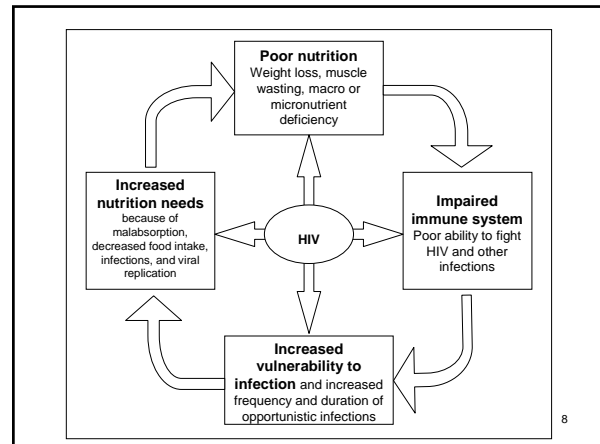 Poor nutrition
Weight loss, muscle
wasting, macro or
micronutrient
deficiency
Increased
nutrition needs
because of
malabsorption,
decreased food intake,
infections, and viral
replication
HIV
Impaired
immune system
Poor ability to fight
HIV and other
infections
Increased
vulnerability to
infection and increased
frequency and duration of
opportunistic infections
8